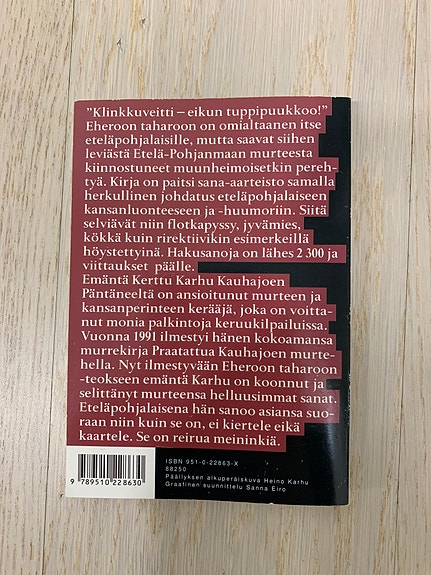 "Klinkkuveitti – eikun tuppipuukkoo!"
Eheroon taharoon on omialtaanen itse
eteläpohjalaisille, mutta saavat siihen
leviästä Etelä-Pohjanmaan murteesta
kiinnostuneet muunheimoisetkin pereh-
tyä. Kirja on paitsi sana-aarteisto samalla
herkullinen johdatus eteläpohjalaiseen
kansanluonteeseen ja -huumoriin. Siitä
selviävät niin flotkapyssy, jyvämies,
kökkä kuin rirektiivikin esimerkeillä
höystettyinä. Hakusanoja on lähes 2 300 ja
viittaukset päälle.
Emäntä Kerttu Karhu Kauhajoen
Päntäneeltä on ansioitunut murteen ja
kansanperinteen kerääjä, joka on voitta-
nut monia palkintoja keruukilpailuissa.
Vuonna 1991 ilmestyi hänen kokoamansa
murrekirja Praatattua Kauhajoen murte-
hella. Nyt ilmestyvään Eheroon taharoon
-teokseen emäntä Karhu on koonnut ja
selittänyt murteensa helluusimmat sanat.
Eteläpohjalaisena hän sanoo asiansa suo-
raan niin kuin se on, ei kiertele eikä
kaartele. Se on reirua meininkiä.
ISBN 951-0-22863-X
88250
Päällyksen alkuperäiskuva Heino Karhu
Graafinen suunnittelu Sanna Eiro
9 789510 228630